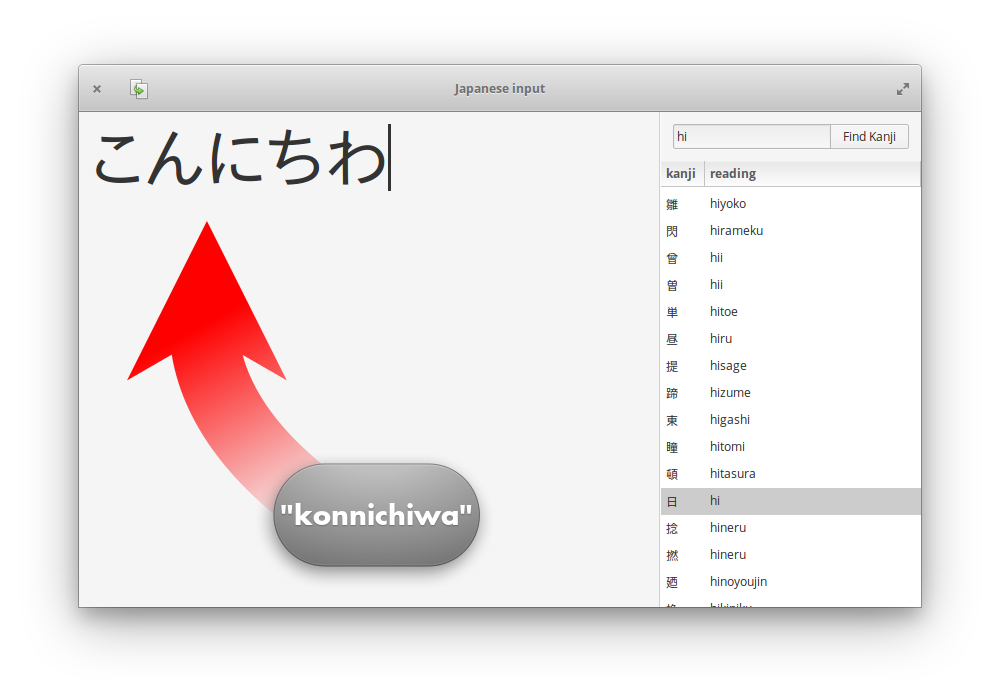 Japanese input
こんにちわ
"konnichiwa"
hi Find Kanji
kanji reading
雛 hiyoko
閃 hirameku
曾 hii
曽 hii
単 hitoe
昼 hiru
提 hisage
蹄 hizume
東 higashi
瞳 hitomi
頓 hitasura
日 hi
捻 hineru
撚 hineru
廼 hinoyoujin